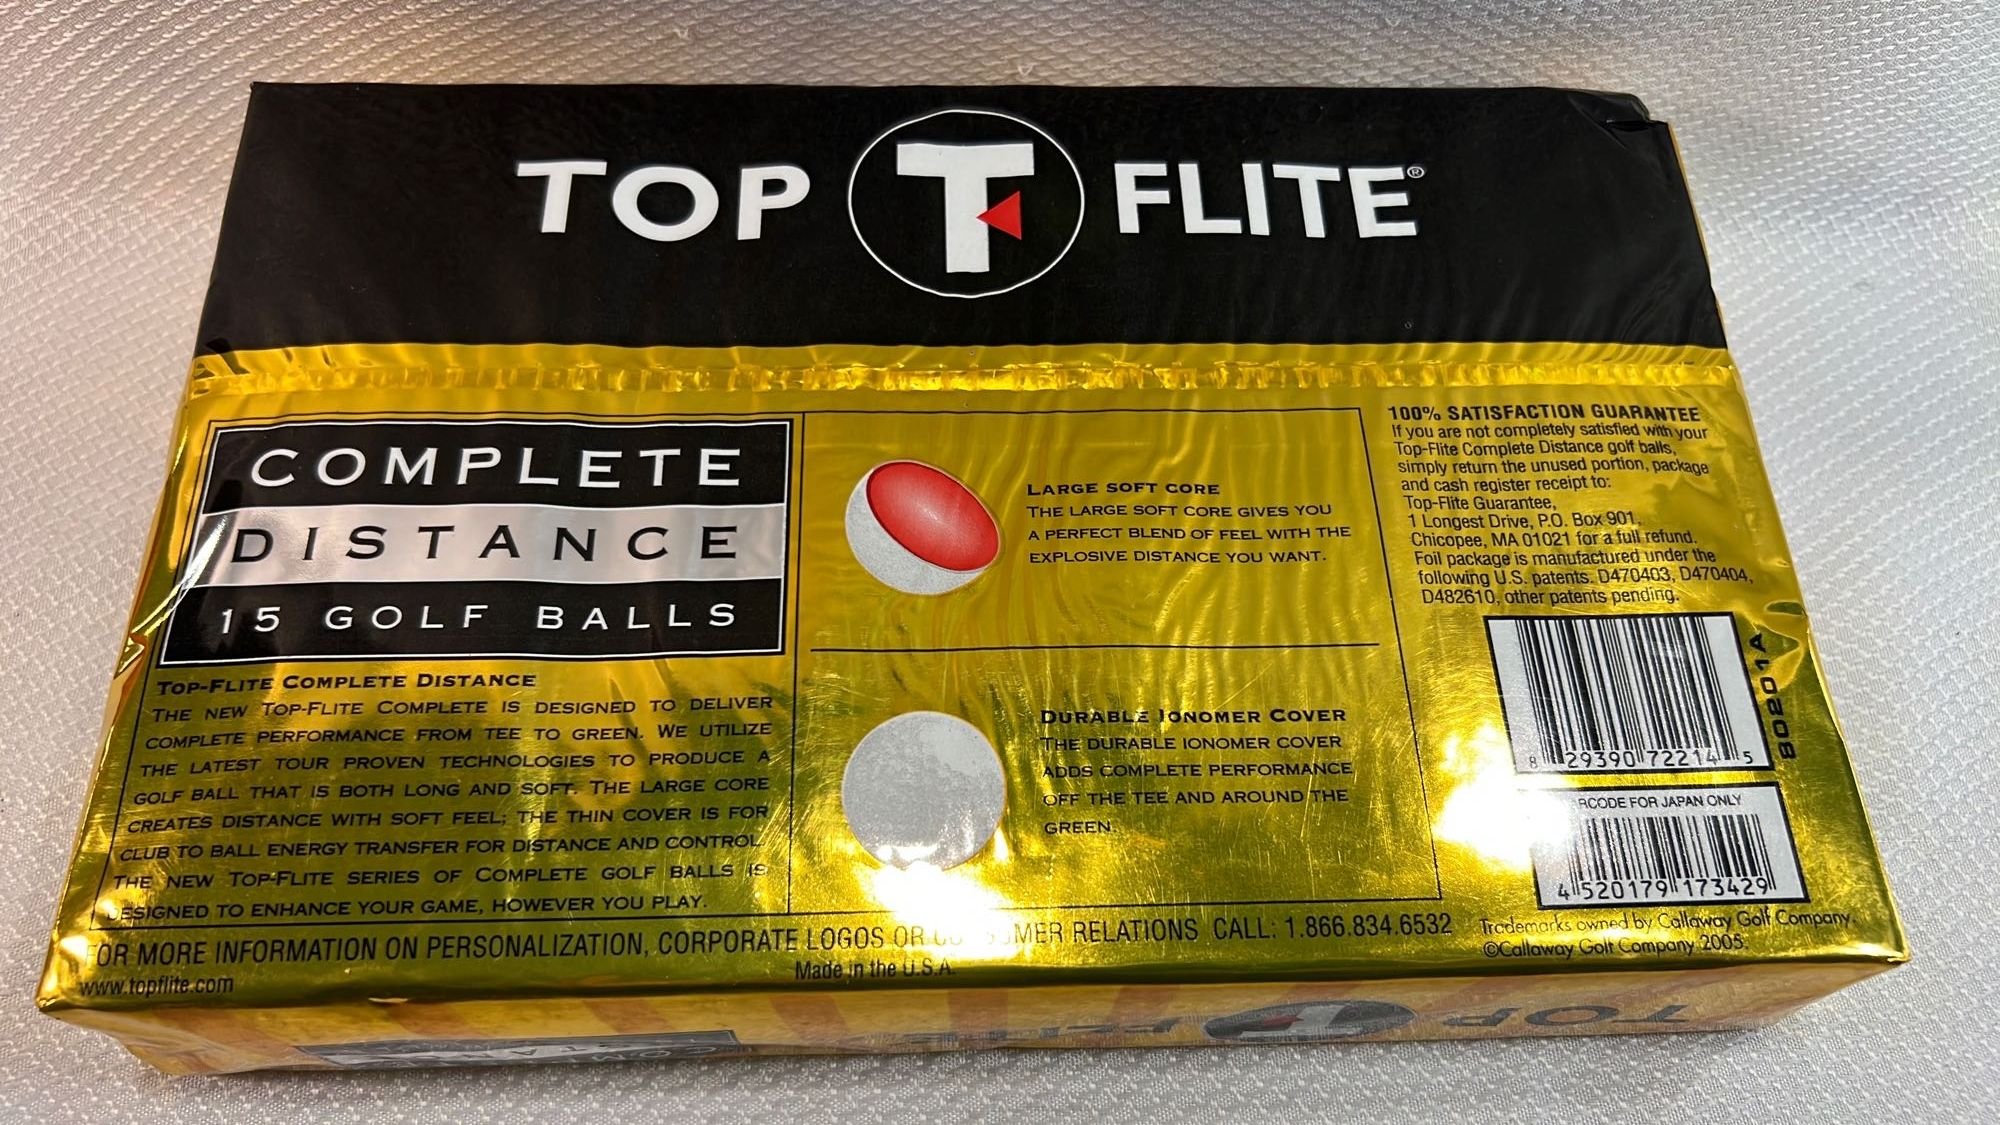 TOP T FLITE®
COMPLETE
DISTANCE
15 GOLF BALLS
TOP-FLITE COMPLETE DISTANCE
THE NEW TOP-FLITE COMPLETE IS DESIGNED TO DELIVER
COMPLETE PERFORMANCE FROM TEE TO GREEN. WE UTILIZE
THE LATEST TOUR PROVEN TECHNOLOGIES TO PRODUCE A
GOLF BALL THAT IS BOTH LONG AND SOFT. THE LARGE CORE
CREATES DISTANCE WITH SOFT FEEL; THE THIN COVER IS FOR
CLUB TO BALL ENERGY TRANSFER FOR DISTANCE AND CONTROL.
THE NEW TOP-FLITE SERIES OF COMPLETE GOLF BALLS IS
DESIGNED TO ENHANCE YOUR GAME, HOWEVER YOU PLAY.
LARGE SOFT CORE
THE LARGE SOFT CORE GIVES YOU
A PERFECT BLEND OF FEEL WITH THE
EXPLOSIVE DISTANCE YOU WANT.
DURABLE IONOMER COVER
THE DURABLE IONOMER COVER
ADDS COMPLETE PERFORMANCE
OFF THE TEE AND AROUND THE
GREEN.
100% SATISFACTION GUARANTEE
If you are not completely satisfied with your
Top-Flite Complete Distance golf balls,
simply return the unused portion, package
and cash register receipt to:
Top-Flite Guarantee,
1 Longest Drive, P.O. Box 901,
Chicopee, MA 01021 for a full refund.
Foil package is manufactured under the
following U.S. patents. D470403, D470404,
D482610, other patents pending.
8 29390 72214 5
80201A
RCODE FOR JAPAN ONLY
4 520179 173429
FOR MORE INFORMATION ON PERSONALIZATION, CORPORATE LOGOS OR MER RELATIONS CALL: 1.866.834.6532
Made in the U.S.A.
www.topflite.com
Trademarks owned by Callaway Golf Company.
©Callaway Golf Company 2005.
TOP FLITE